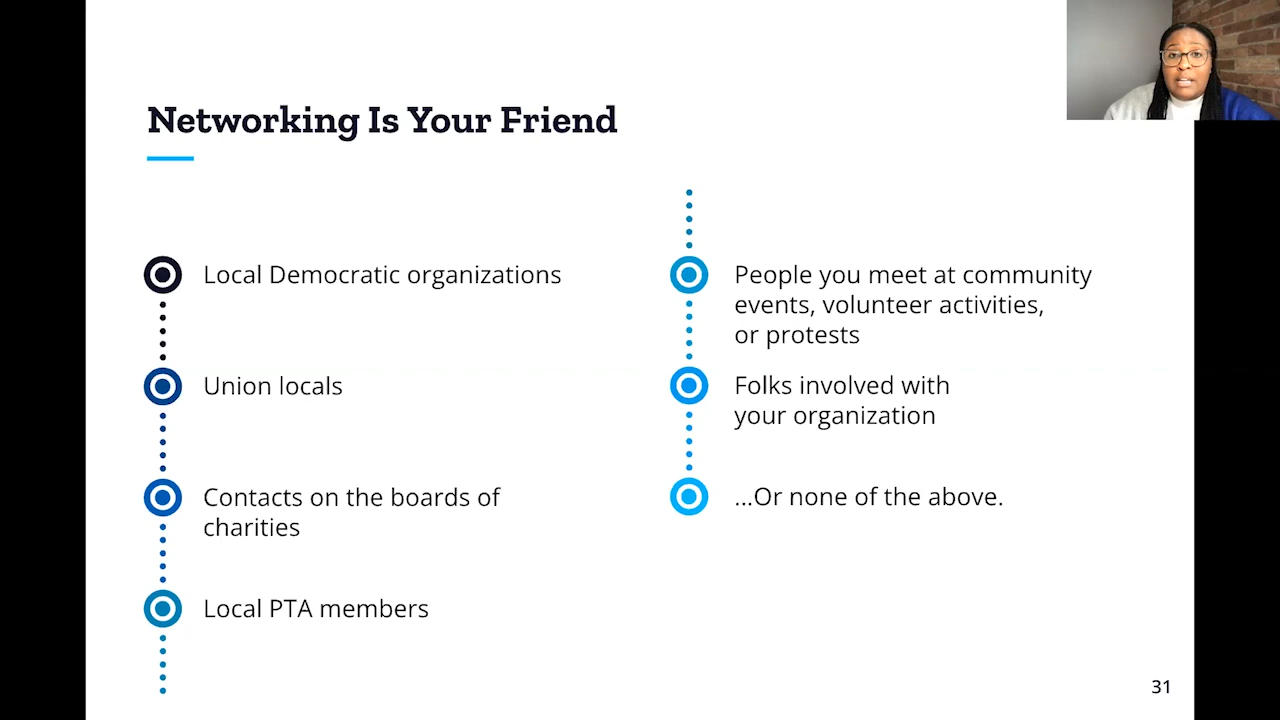 Networking Is Your Friend
Local Democratic organizations
Union locals
Contacts on the boards of
charities
Local PTA members
People you meet at community
events, volunteer activities,
or protests
Folks involved with
your organization
...Or none of the above.
31